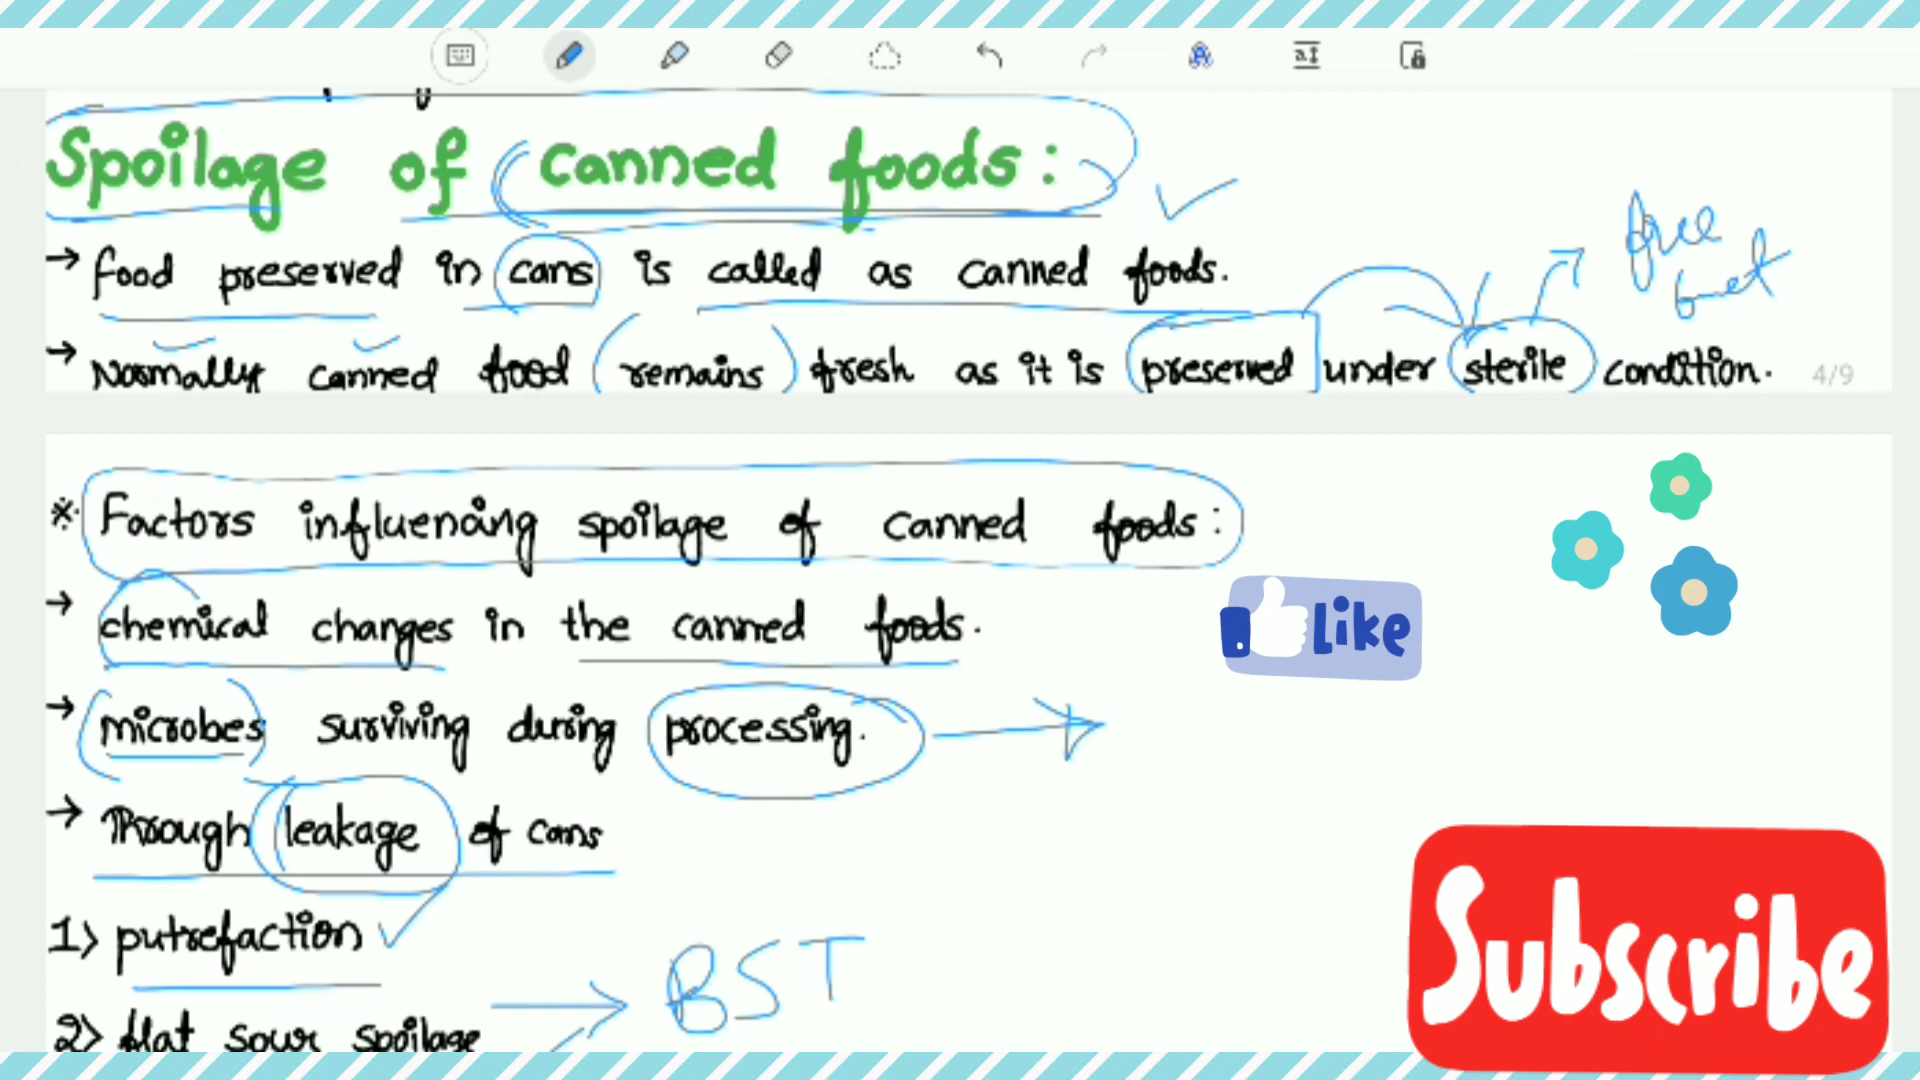 Spoilage of canned foods:
→ food preserved in cans is called as canned foods.
free
→ Normally canned food remains fresh as it is preserved under sterile condition.
4/9
※ Factors influencing spoilage of canned foods:
→ chemical changes in the canned foods.
Like
→ microbes surviving during processing.
→ Through leakage of cans
1) putrefaction
BST
2) flat sour spoilage
Subscribe